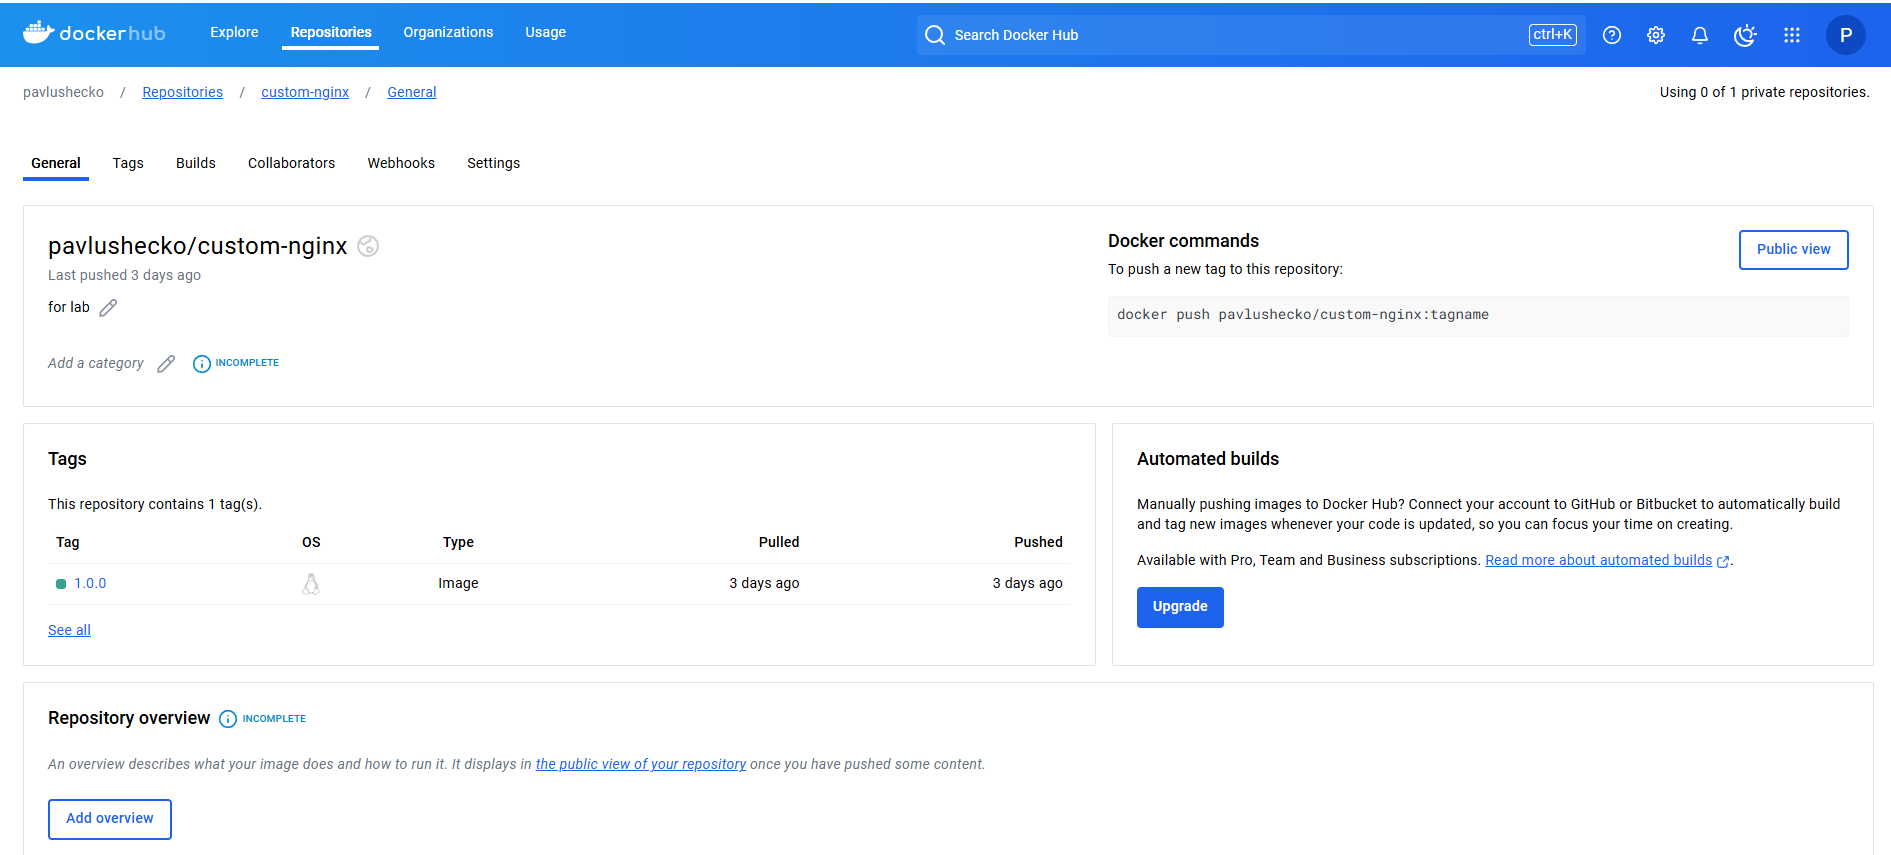 dockerhub Explore Repositories Organizations Usage Search Docker Hub ctrl+K P
pavlushecko / Repositories / custom-nginx / General Using 0 of 1 private repositories.
General Tags Builds Collaborators Webhooks Settings
pavlushecko/custom-nginx
Last pushed 3 days ago
for lab
Add a category INCOMPLETE
Docker commands
Public view
To push a new tag to this repository:
docker push pavlushecko/custom-nginx:tagname
Tags
This repository contains 1 tag(s).
Tag OS Type Pulled Pushed
1.0.0 Image 3 days ago 3 days ago
See all
Automated builds
Manually pushing images to Docker Hub? Connect your account to GitHub or Bitbucket to automatically build
and tag new images whenever your code is updated, so you can focus your time on creating.
Available with Pro, Team and Business subscriptions. Read more about automated builds.
Upgrade
Repository overview INCOMPLETE
An overview describes what your image does and how to run it. It displays in the public view of your repository once you have pushed some content.
Add overview